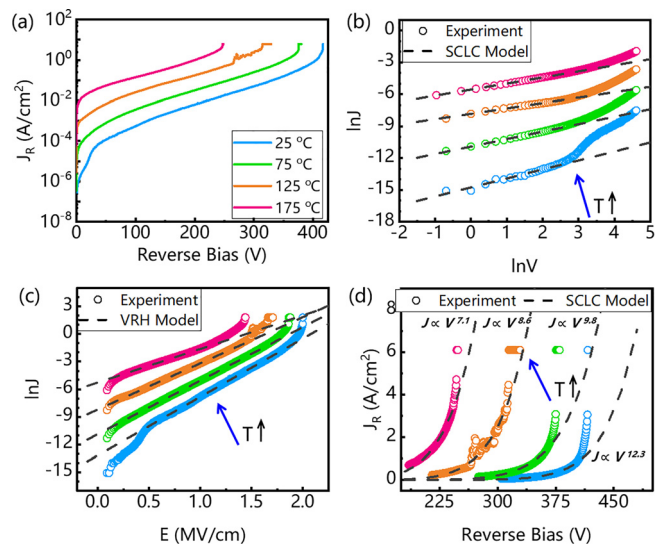 (a)
10²
10⁰
10⁻²
10⁻⁴
10⁻⁶
10⁻⁸
J_R (A/cm²)
25 ºC
75 ºC
125 ºC
175 ºC
0 100 200 300 400
Reverse Bias (V)
(b)
0
-3
-6
-9
-12
-15
-18
lnJ
Experiment
SCLC Model
T↑
-2 -1 0 1 2 3 4 5
lnV
(c)
3
0
-3
-6
-9
-12
-15
lnJ
Experiment
VRH Model
T↑
0.0 0.5 1.0 1.5 2.0
E (MV/cm)
(d)
8
6
4
2
0
J_R (A/cm²)
Experiment
SCLC Model
J∝ V^7.1 J∝ V^8.6 J∝ V^9.8
T↑
J∝ V^12.3
225 300 375 450
Reverse Bias (V)